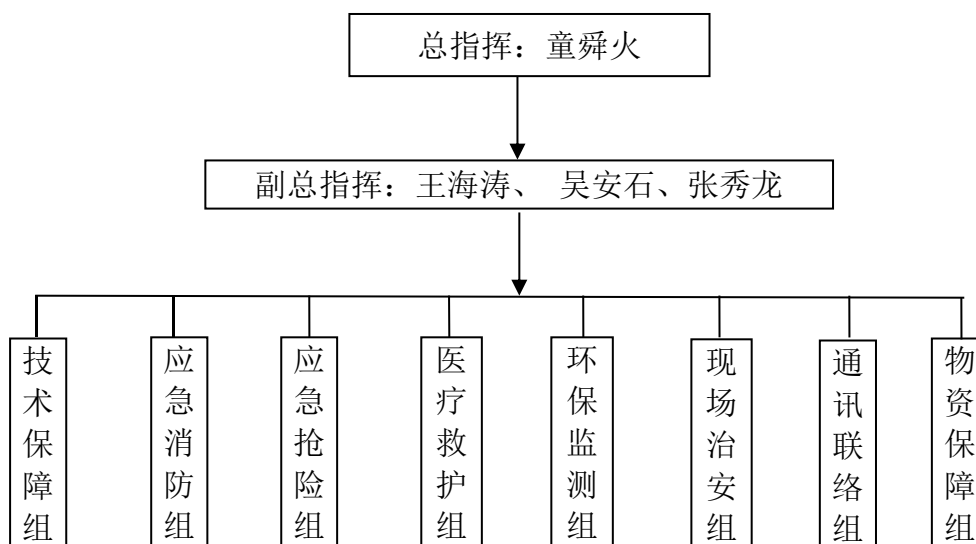 总指挥：童舜火
副总指挥：王海涛、 吴安石、张秀龙
技术保障组
应急消防组
应急抢险组
医疗救护组
环保监测组
现场治安组
通讯联络组
物资保障组